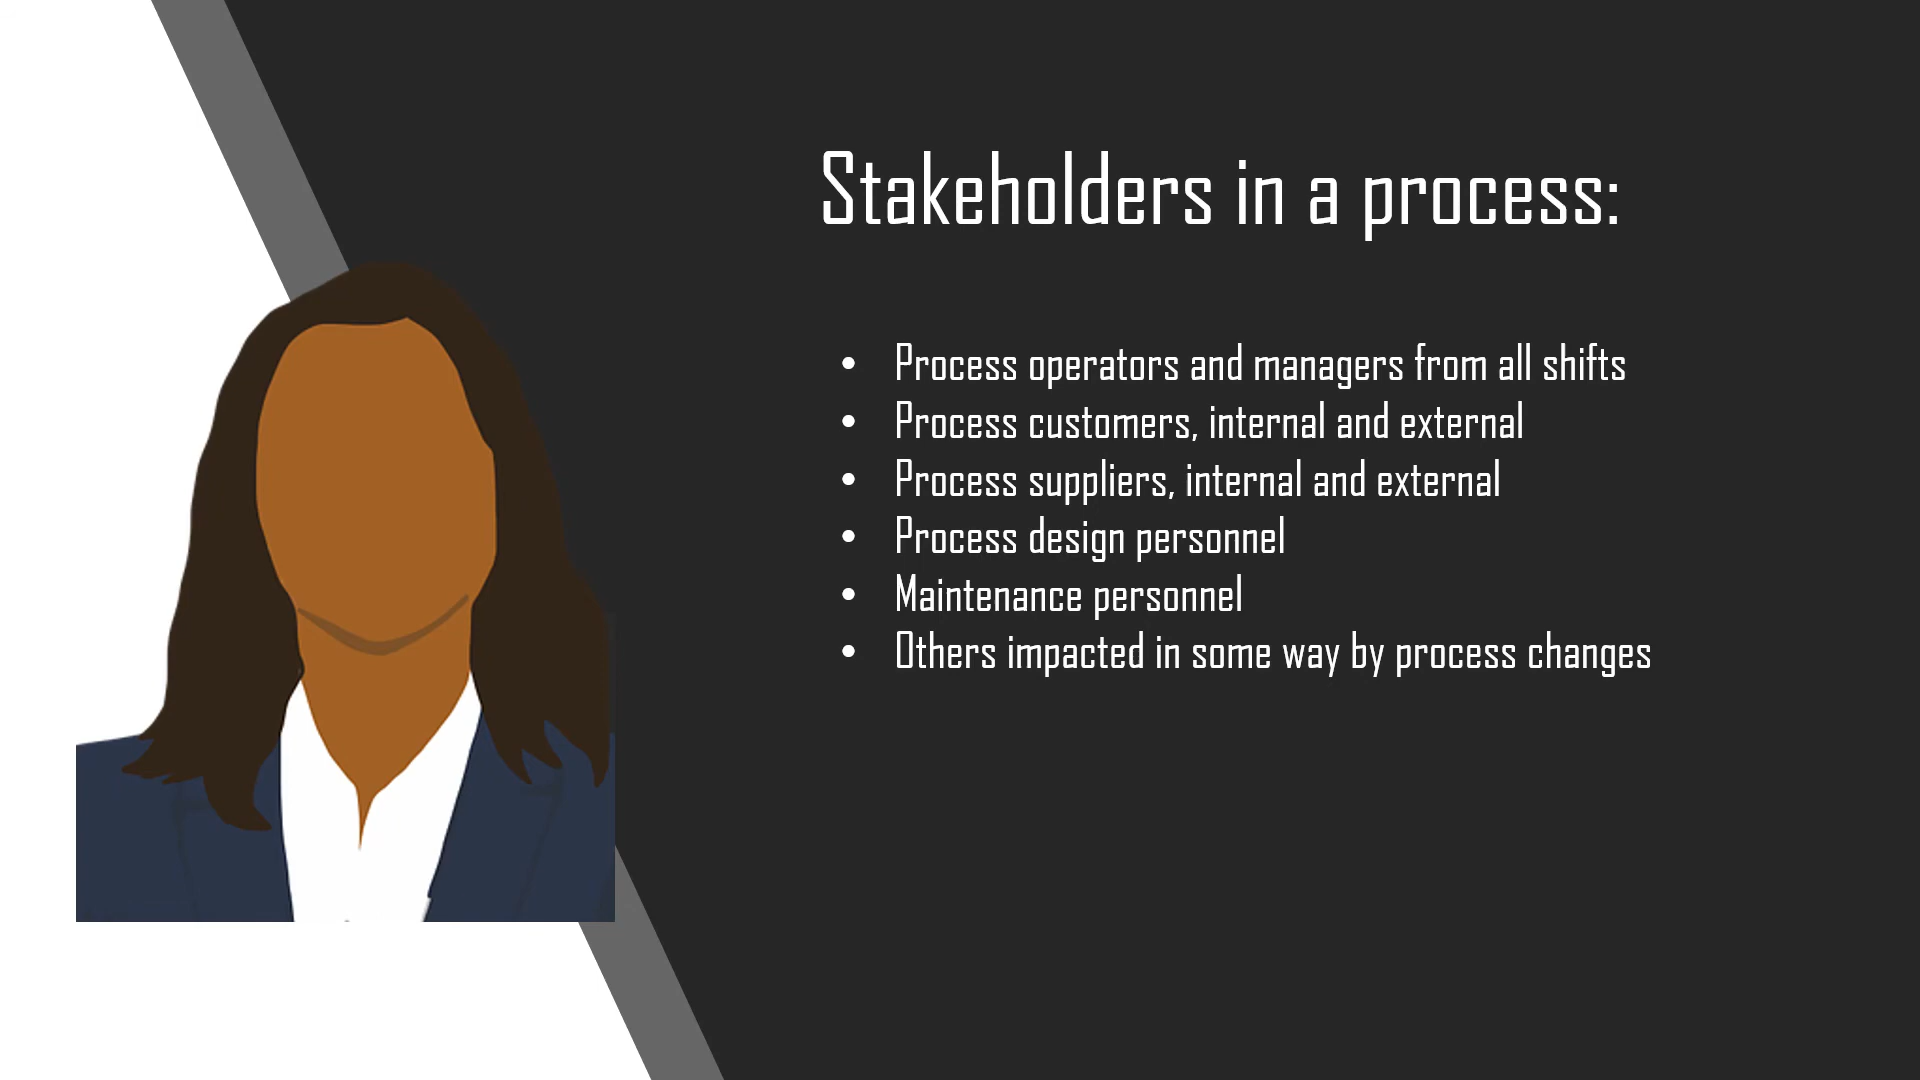 Stakeholders in a process:
• Process operators and managers from all shifts
• Process customers, internal and external
• Process suppliers, internal and external
• Process design personnel
• Maintenance personnel
• Others impacted in some way by process changes